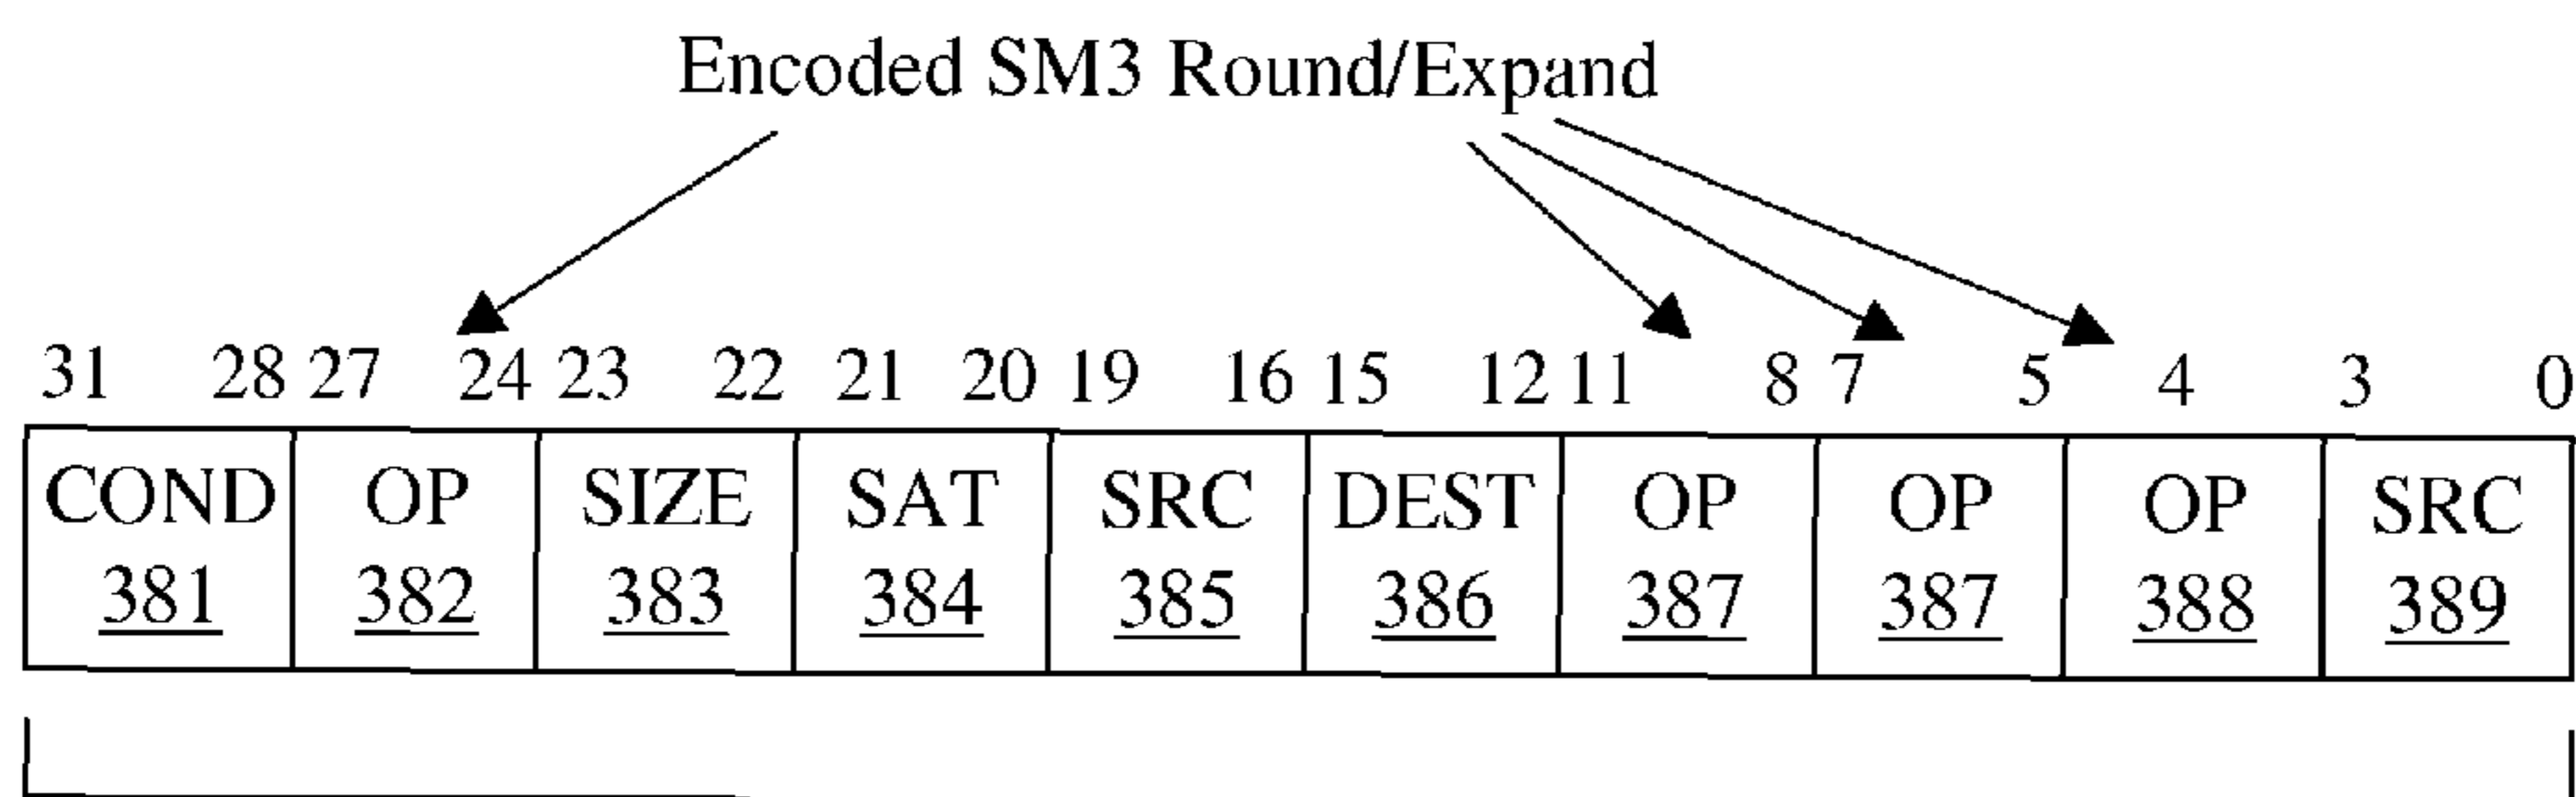 Encoded SM3 Round/Expand
31 28 27 24 23 22 21 20 19 16 15 12 11 8 7 5 4 3 0
COND OP SIZE SAT SRC DEST OP OP OP SRC
381 382 383 384 385 386 387 387 388 389